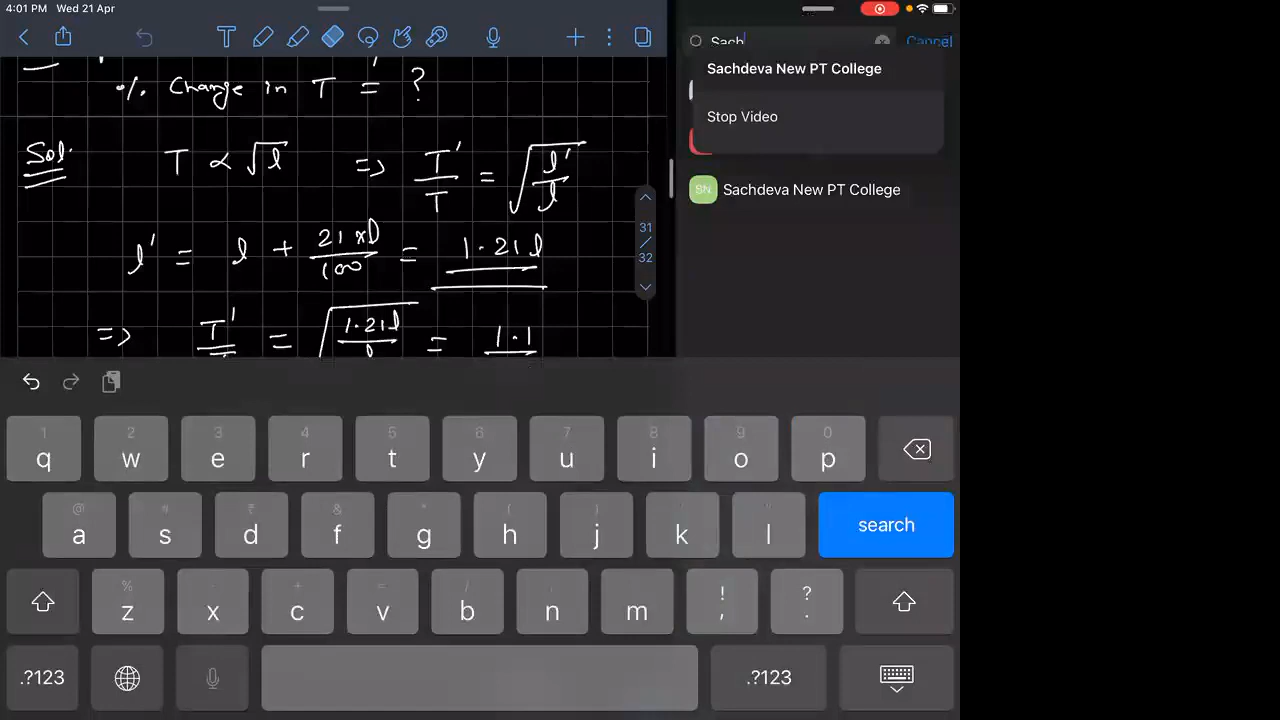 4:01 PM Wed 21 Apr
Sach
Cancel
Sachdeva New PT College
Stop Video
SN Sachdeva New PT College
% Change in T = ?
Sol. T ∝ √l => T'/T = √(l'/l)
l' = l + 21×l/100 = 1.21l
=> T' = √(1.21l = 1.1
31
/
32
1 2 3 4 5 6 7 8 9 0
q w e r t y u i o p
@ # ₹ & * ( ) ' "
a s d f g h j k l search
% - + = / ; : ! ?
z x c v b n m , .
.?123 .?123